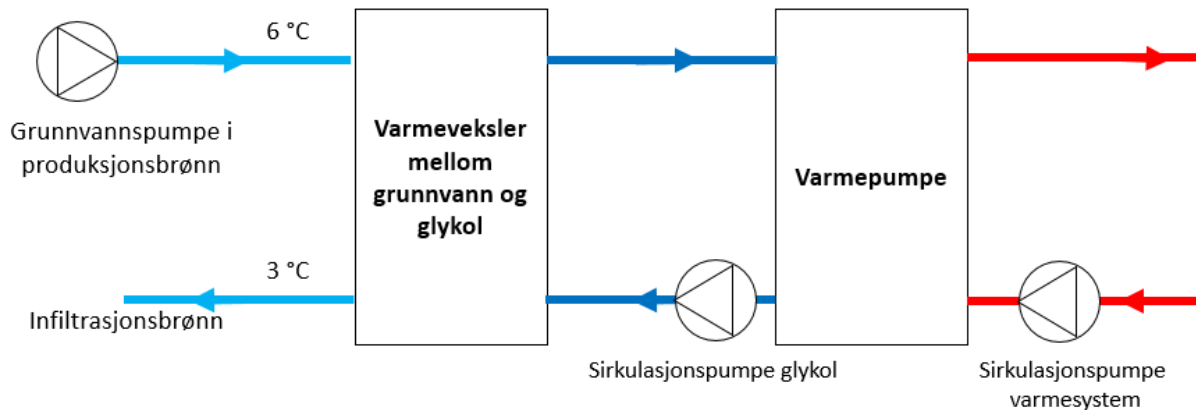 6 °C
Grunnvannspumpe i
produksjonsbrønn
Varmeveksler
mellom
grunnvann og
glykol
Varmepumpe
3 °C
Infiltrasjonsbrønn
Sirkulasjonspumpe glykol
Sirkulasjonspumpe
varmesystem